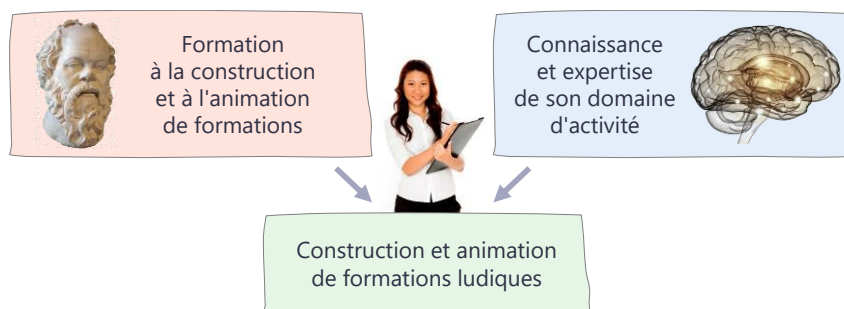 Formation
à la construction
et à l'animation
de formations
Connaissance
et expertise
de son domaine
d'activité
Construction et animation
de formations ludiques